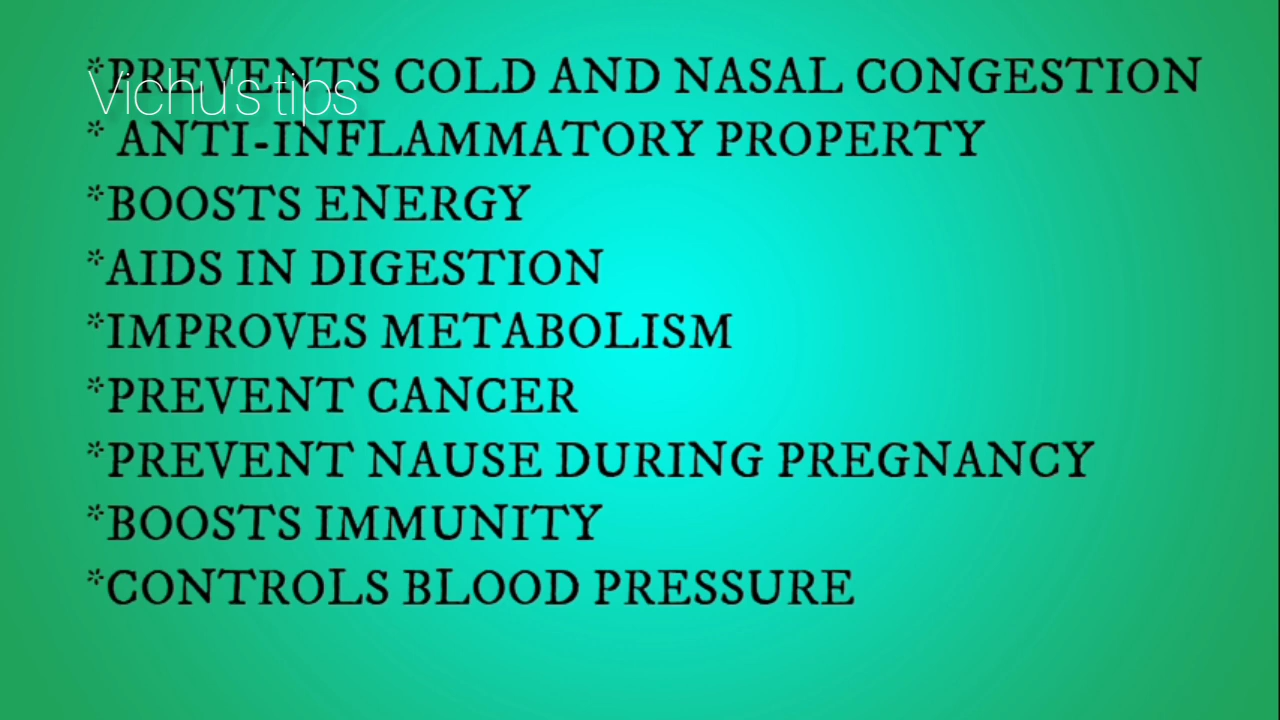 *PREVENTS COLD AND NASAL CONGESTION
Vichu's tips
* ANTI-INFLAMMATORY PROPERTY
*BOOSTS ENERGY
*AIDS IN DIGESTION
*IMPROVES METABOLISM
*PREVENT CANCER
*PREVENT NAUSE DURING PREGNANCY
*BOOSTS IMMUNITY
*CONTROLS BLOOD PRESSURE